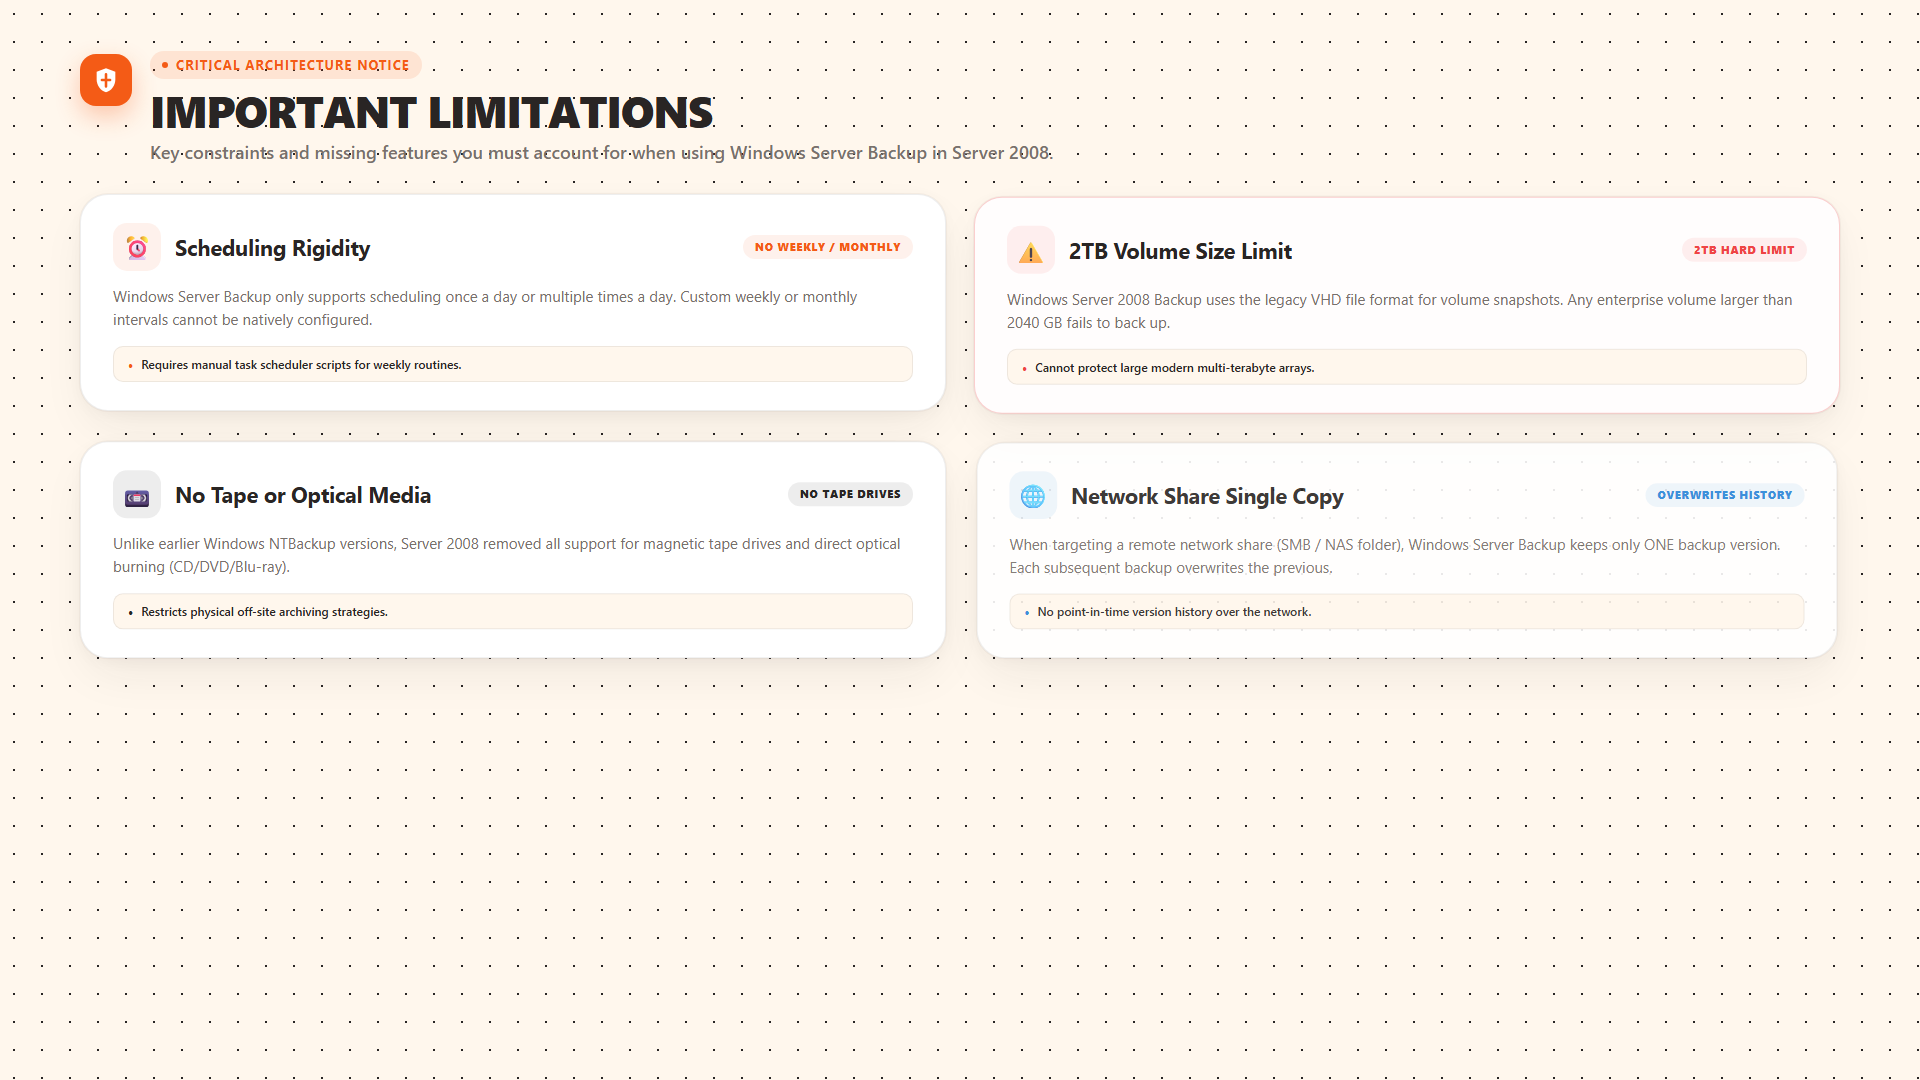 • CRITICAL ARCHITECTURE NOTICE
IMPORTANT LIMITATIONS
Key constraints and missing features you must account for when using Windows Server Backup in Server 2008.
Scheduling Rigidity
NO WEEKLY / MONTHLY
Windows Server Backup only supports scheduling once a day or multiple times a day. Custom weekly or monthly
intervals cannot be natively configured.
• Requires manual task scheduler scripts for weekly routines.
2TB Volume Size Limit
2TB HARD LIMIT
Windows Server 2008 Backup uses the legacy VHD file format for volume snapshots. Any enterprise volume larger than
2040 GB fails to back up.
• Cannot protect large modern multi-terabyte arrays.
No Tape or Optical Media
NO TAPE DRIVES
Unlike earlier Windows NTBackup versions, Server 2008 removed all support for magnetic tape drives and direct optical
burning (CD/DVD/Blu-ray).
• Restricts physical off-site archiving strategies.
Network Share Single Copy
OVERWRITES HISTORY
When targeting a remote network share (SMB / NAS folder), Windows Server Backup keeps only ONE backup version.
Each subsequent backup overwrites the previous.
• No point-in-time version history over the network.